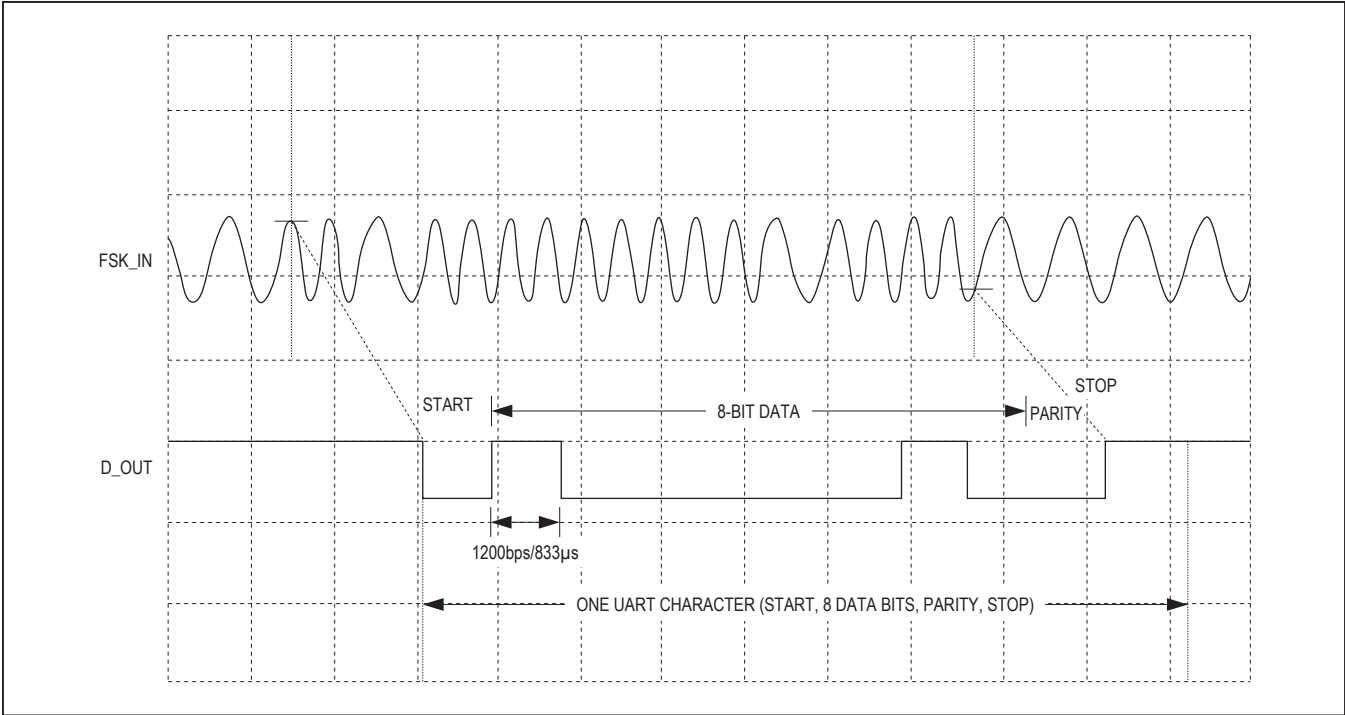 FSK_IN
START
8-BIT DATA
STOP
PARITY
D_OUT
1200bps/833µs
ONE UART CHARACTER (START, 8 DATA BITS, PARITY, STOP)